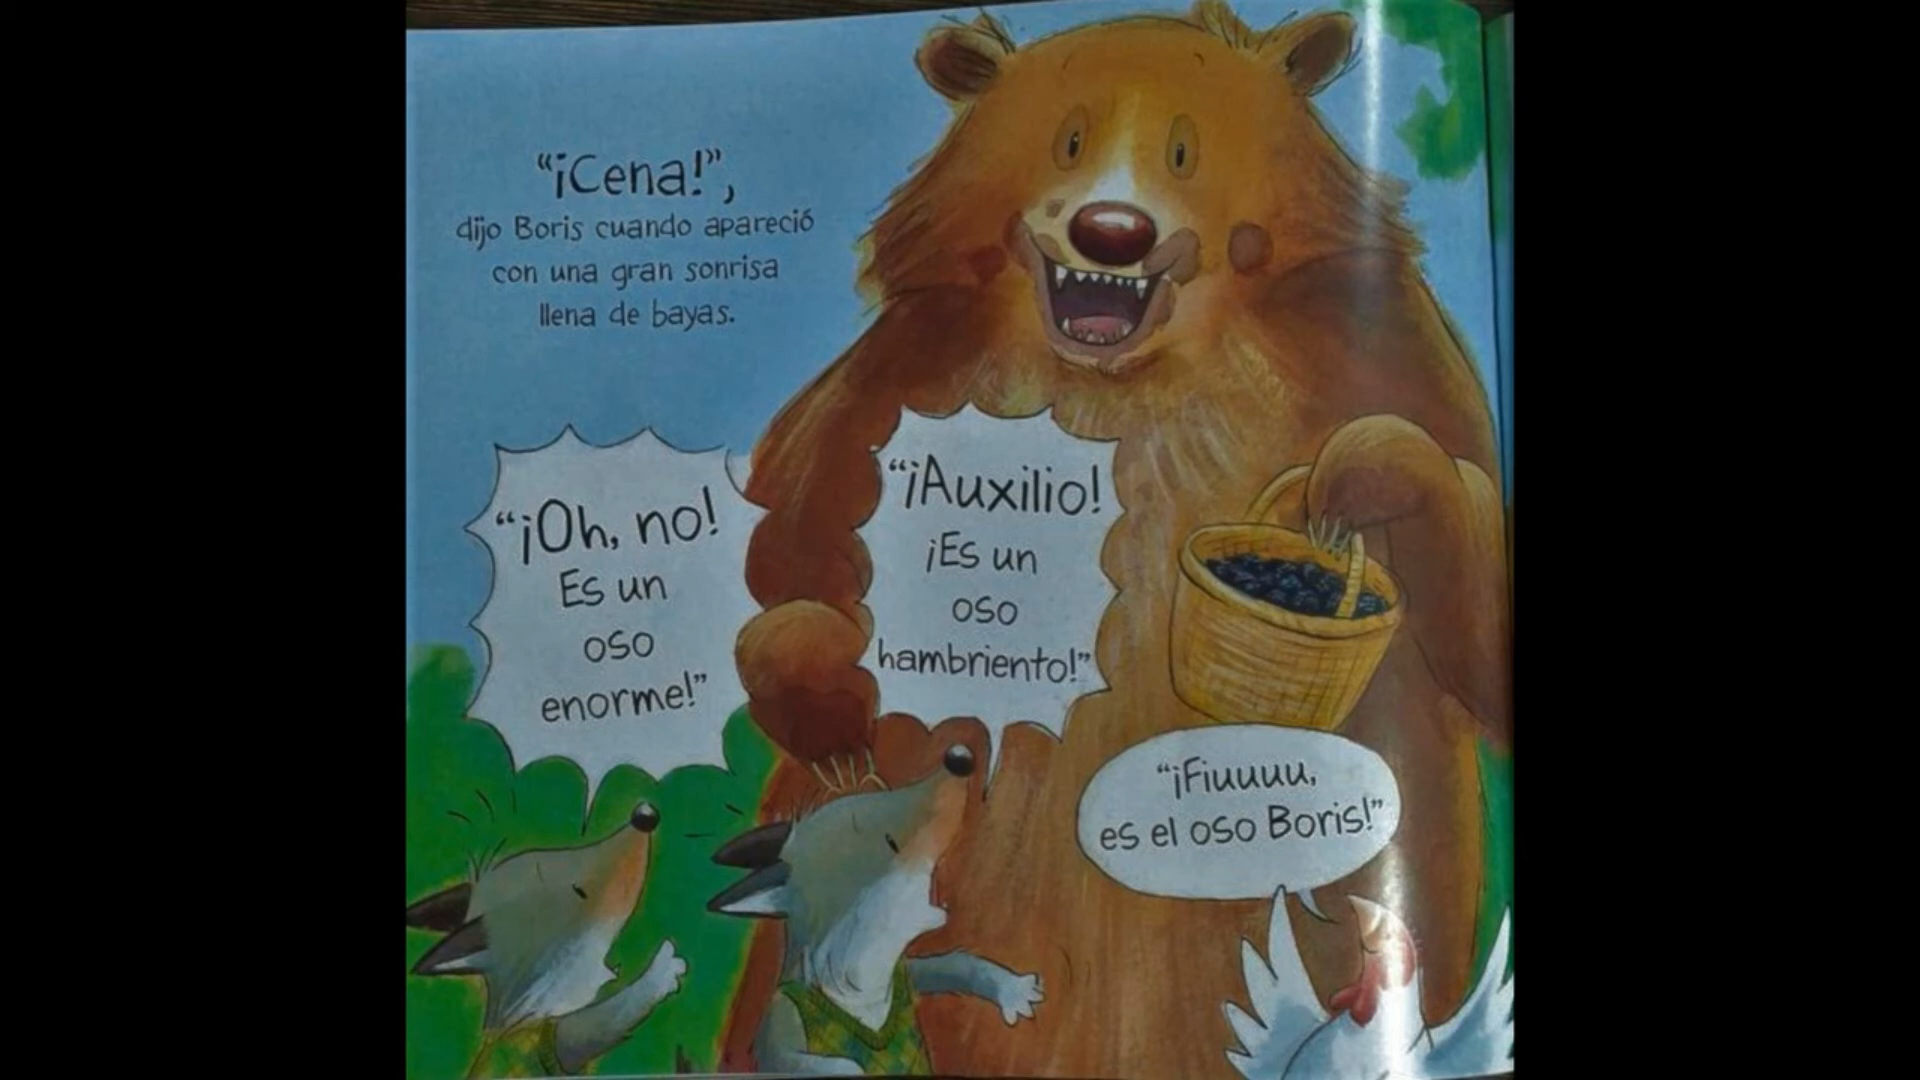 “¡Cena!”,
dijo Boris cuando apareció
con una gran sonrisa
llena de bayas.
“¡Oh, no!
Es un
oso
enorme!”
“¡Auxilio!
¡Es un
oso
hambriento!”
“¡Fiuuuu,
es el oso Boris!”